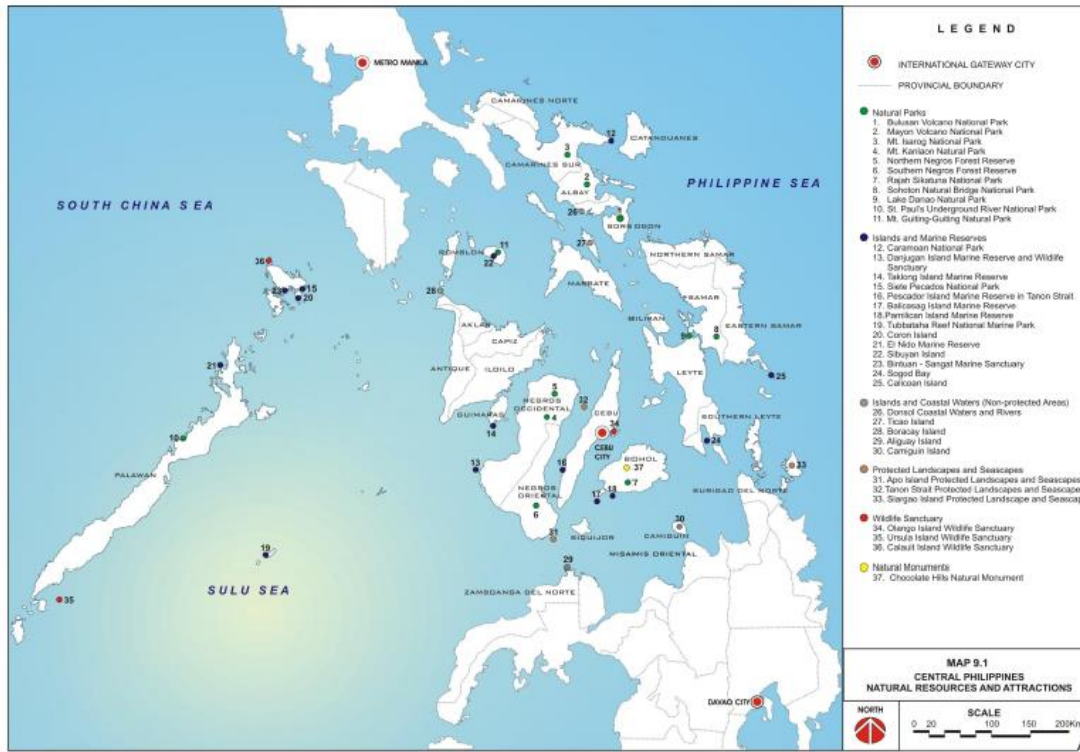 METRO MANILA
CAMARINES NORTE
12
CATANDUANES
3
CAMARINES SUR
2
ALBAY
PHILIPPINE SEA
SOUTH CHINA SEA
26
1
SORSOGON
27
11
ROMBLON
22
NORTHERN SAMAR
36
MASBATE
23
15
20
28
SAMAR
BILIRAN
AKLAN
EASTERN SAMAR
9
8
CAPIZ
21
ANTIQUE
ILOILO
LEYTE
25
5
NEGROS OCCIDENTAL
32
CEBU
GUIMARAS
4
SOUTHERN LEYTE
14
34
10
CEBU CITY
24
BOHOL
37
33
PALAWAN
13
16
7
NEGROS ORIENTAL
18
17
SURIGAO DEL NORTE
6
30
31
SIQUIJOR
CAMIGUIN
19
MISAMIS ORIENTAL
29
SULU SEA
ZAMBOANGA DEL NORTE
35
DAVAO CITY
LEGEND
INTERNATIONAL GATEWAY CITY
PROVINCIAL BOUNDARY
Natural Parks
1. Bulusan Volcano National Park
2. Mayon Volcano National Park
3. Mt. Isarog National Park
4. Mt. Kanlaon Natural Park
5. Northern Negros Forest Reserve
6. Southern Negros Forest Reserve
7. Rajah Sikatuna National Park
8. Sohoton Natural Bridge National Park
9. Lake Danao Natural Park
10. St. Paul's Underground River National Park
11. Mt. Guiting-Guiting Natural Park
Islands and Marine Reserves
12. Caramoan National Park
13. Danjugan Island Marine Reserve and Wildlife
Sanctuary
14. Taklong Island Marine Reserve
15. Siete Pecados National Park
16. Pescador Island Marine Reserve in Tanon Strait
17. Balicasag Island Marine Reserve
18. Pamilican Island Marine Reserve
19. Tubbataha Reef National Marine Park
20. Coron Island
21. El Nido Marine Reserve
22. Sibuyan Island
23. Bintuod - Sangat Marine Sanctuary
24. Sogod Bay
25. Calicoan Island
Islands and Coastal Waters (Non-protected Areas)
26. Donsol Coastal Waters and Rivers
27. Ticao Island
28. Boracay Island
29. Aliguay Island
30. Camiguin Island
Protected Landscapes and Seascapes
31. Apo Island Protected Landscapes and Seascapes
32. Tanon Strait Protected Landscapes and Seascapes
33. Siargao Island Protected Landscape and Seascap
Wildlife Sanctuary
34. Olango Island Wildlife Sanctuary
35. Ursula Island Wildlife Sanctuary
36. Calauit Island Wildlife Sanctuary
Natural Monuments
37. Chocolate Hills Natural Monument
MAP 9.1
CENTRAL PHILIPPINES
NATURAL RESOURCES AND ATTRACTIONS
NORTH
SCALE
0 20 100 150 200Km